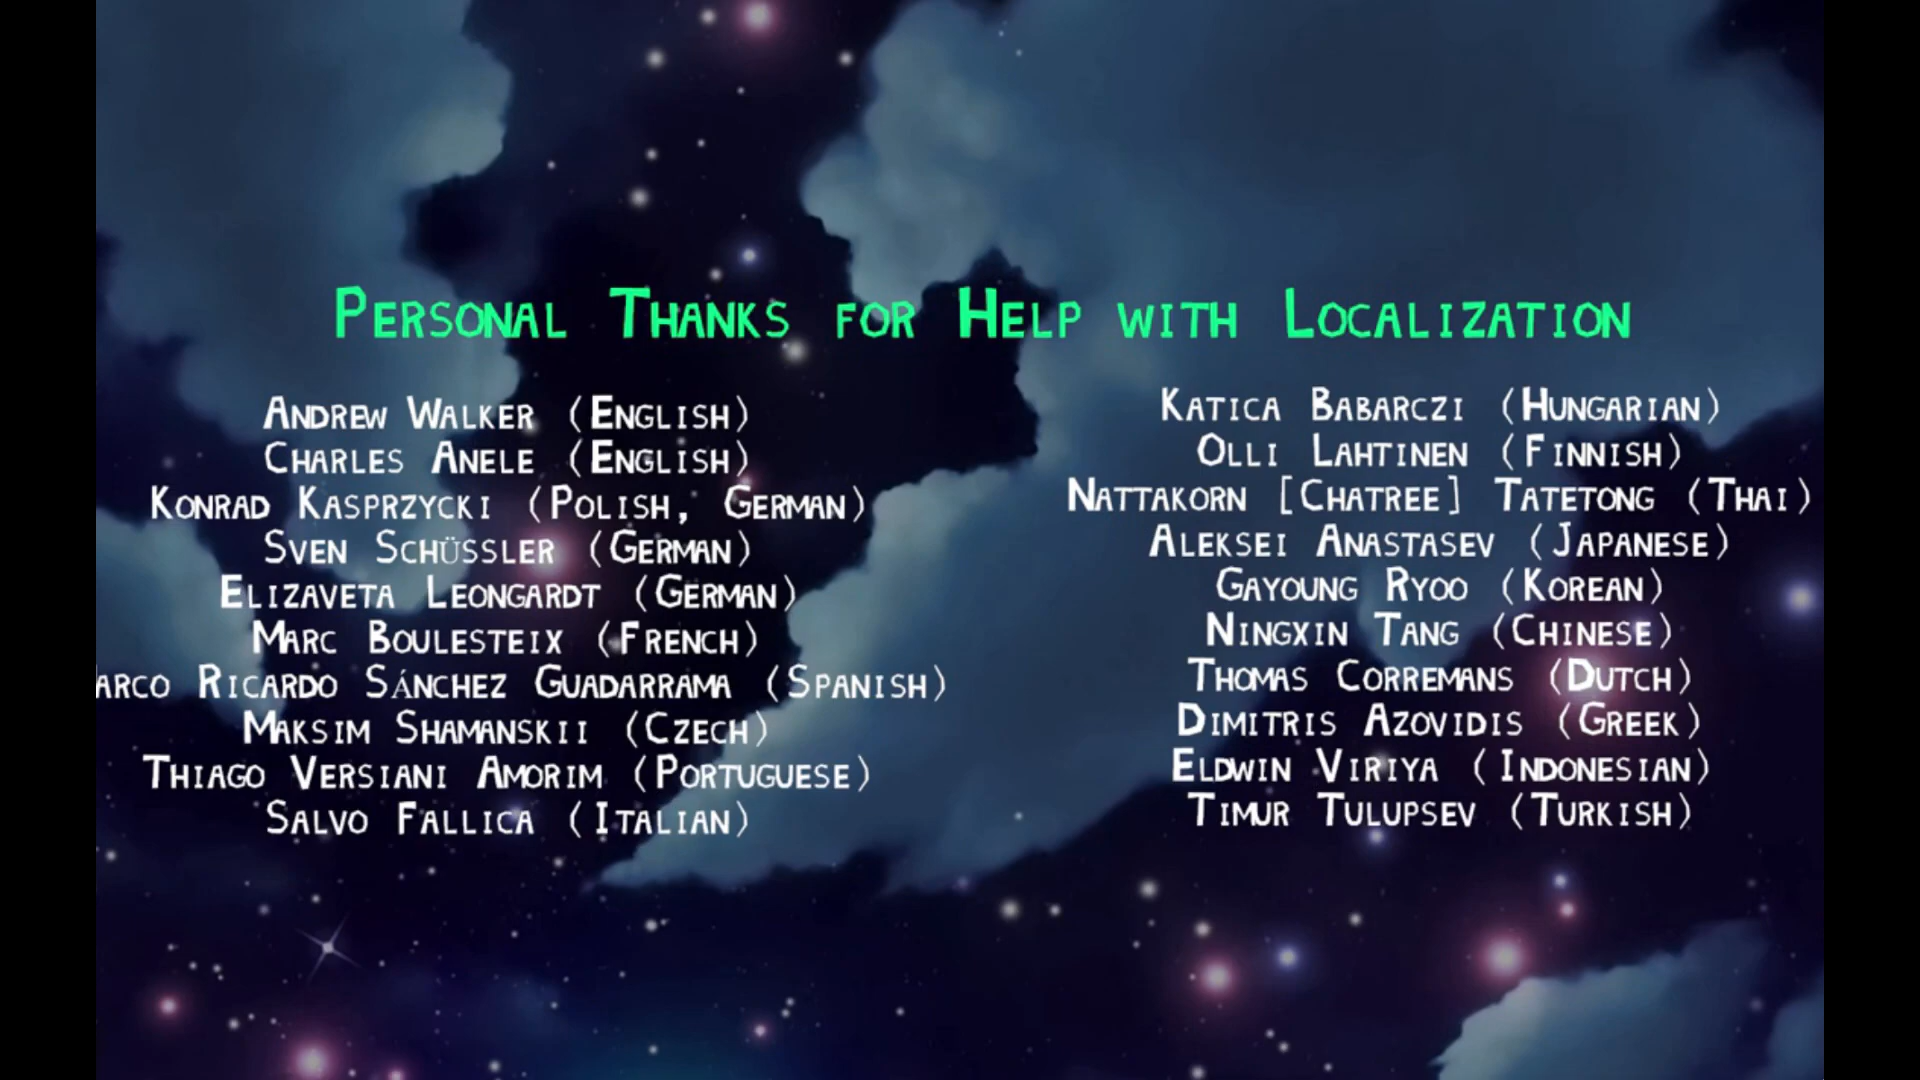 Personal Thanks for Help with Localization
Andrew Walker (English)
Charles Anele (English)
Konrad Kasprzycki (Polish, German)
Sven Schüssler (German)
Elizaveta Leongardt (German)
Marc Boulesteix (French)
arco Ricardo Sánchez Guadarrama (Spanish)
Maksim Shamanskii (Czech)
Thiago Versiani Amorim (Portuguese)
Salvo Fallica (Italian)
Katica Babarczi (Hungarian)
Olli Lahtinen (Finnish)
Nattakorn [Chatree] Tatetong (Thai)
Aleksei Anastasev (Japanese)
Gayoung Ryoo (Korean)
Ningxin Tang (Chinese)
Thomas Corremans (Dutch)
Dimitris Azovidis (Greek)
Eldwin Viriya (Indonesian)
Timur Tulupsev (Turkish)